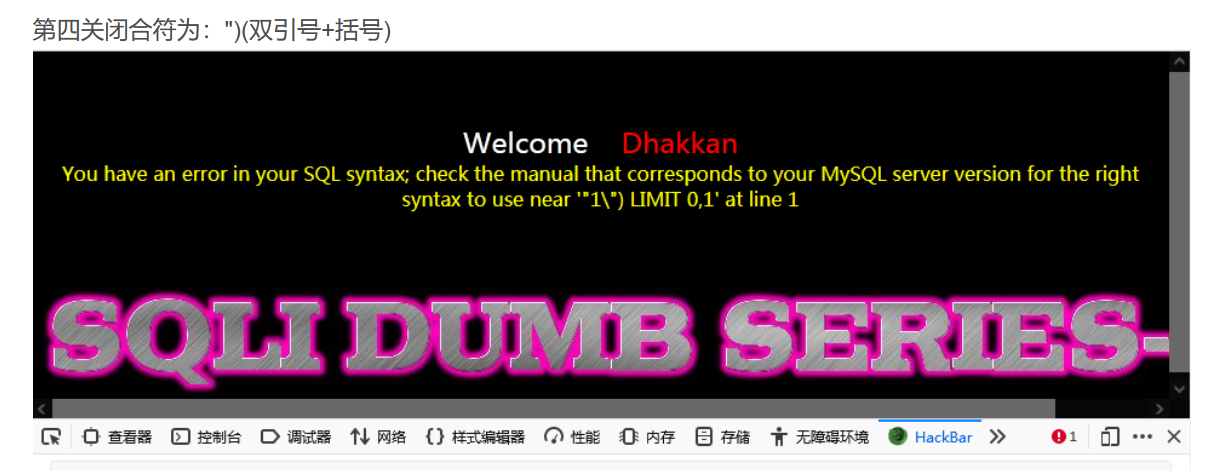 第四关闭合符为：")(双引号+括号)
Welcome Dhakkan
You have an error in your SQL syntax; check the manual that corresponds to your MySQL server version for the right
syntax to use near '"1\") LIMIT 0,1' at line 1
SQLI DUMB SERIES-
查看器 控制台 调试器 网络 {} 样式编辑器 性能 内存 存储 无障碍环境 HackBar 1